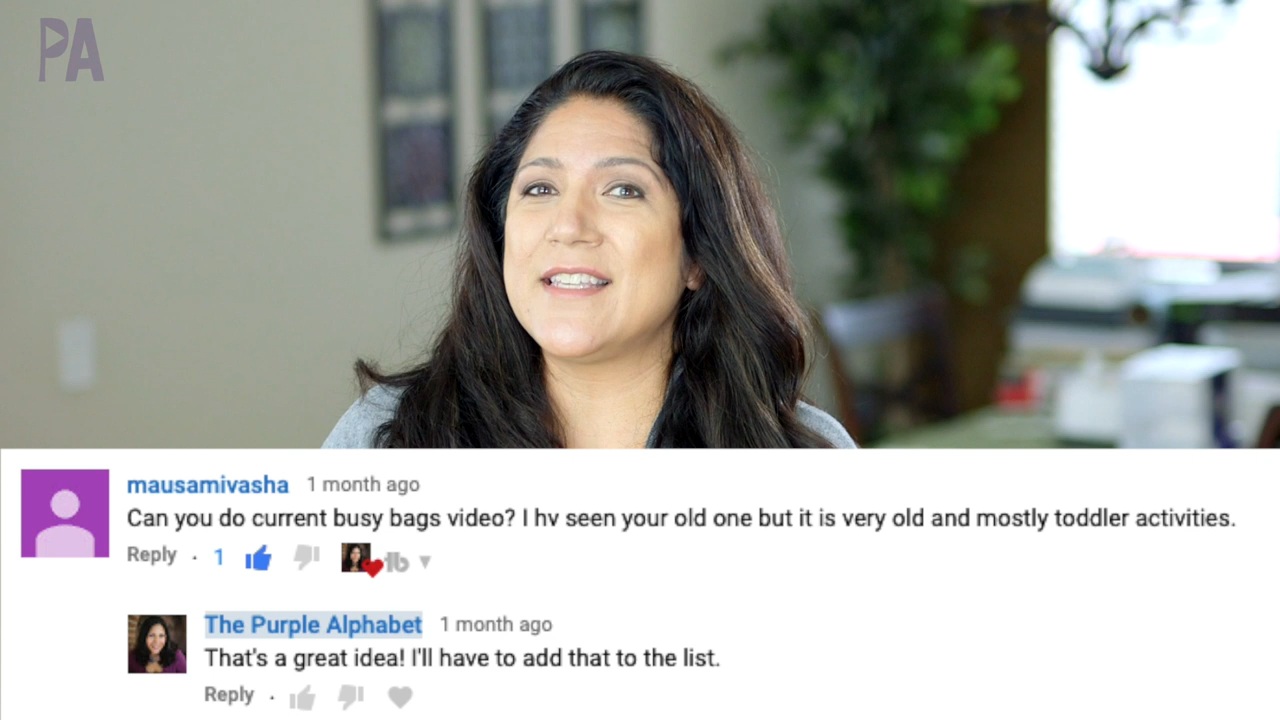 PA
mausamivasha 1 month ago
Can you do current busy bags video? I hv seen your old one but it is very old and mostly toddler activities.
Reply · 1
The Purple Alphabet 1 month ago
That's a great idea! I'll have to add that to the list.
Reply ·